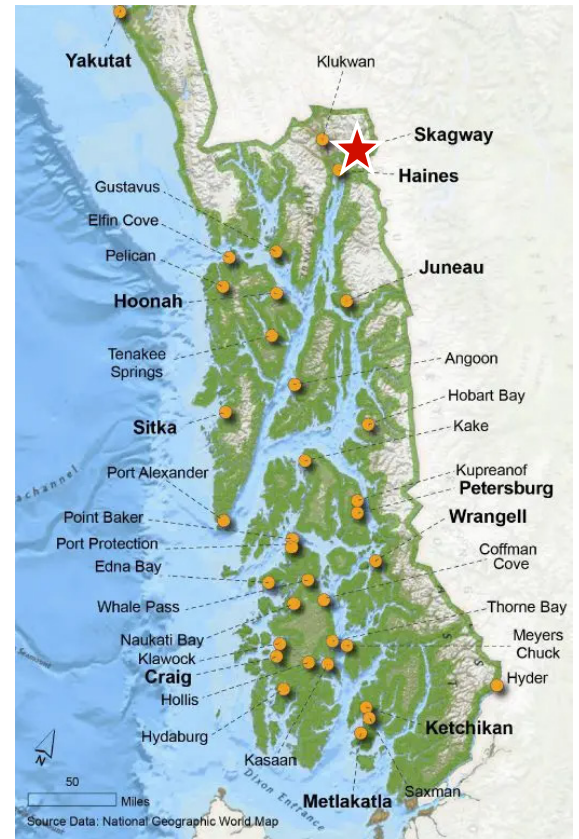 Yakutat
Klukwan
Skagway
Haines
Gustavus
Elfin Cove
Pelican
Juneau
Hoonah
Tenakee
Springs
Angoon
Hobart Bay
Sitka
Kake
Port Alexander
Kupreanof
Petersburg
Point Baker
Wrangell
Port Protection
Coffman
Cove
Edna Bay
Whale Pass
Thorne Bay
Naukati Bay
Meyers
Chuck
Klawock
Craig
Hyder
Hollis
Ketchikan
Hydaburg
Kasaan
Saxman
Dixon Entrance
Metlakatla
N
50
Miles
Source Data: National Geographic World Map